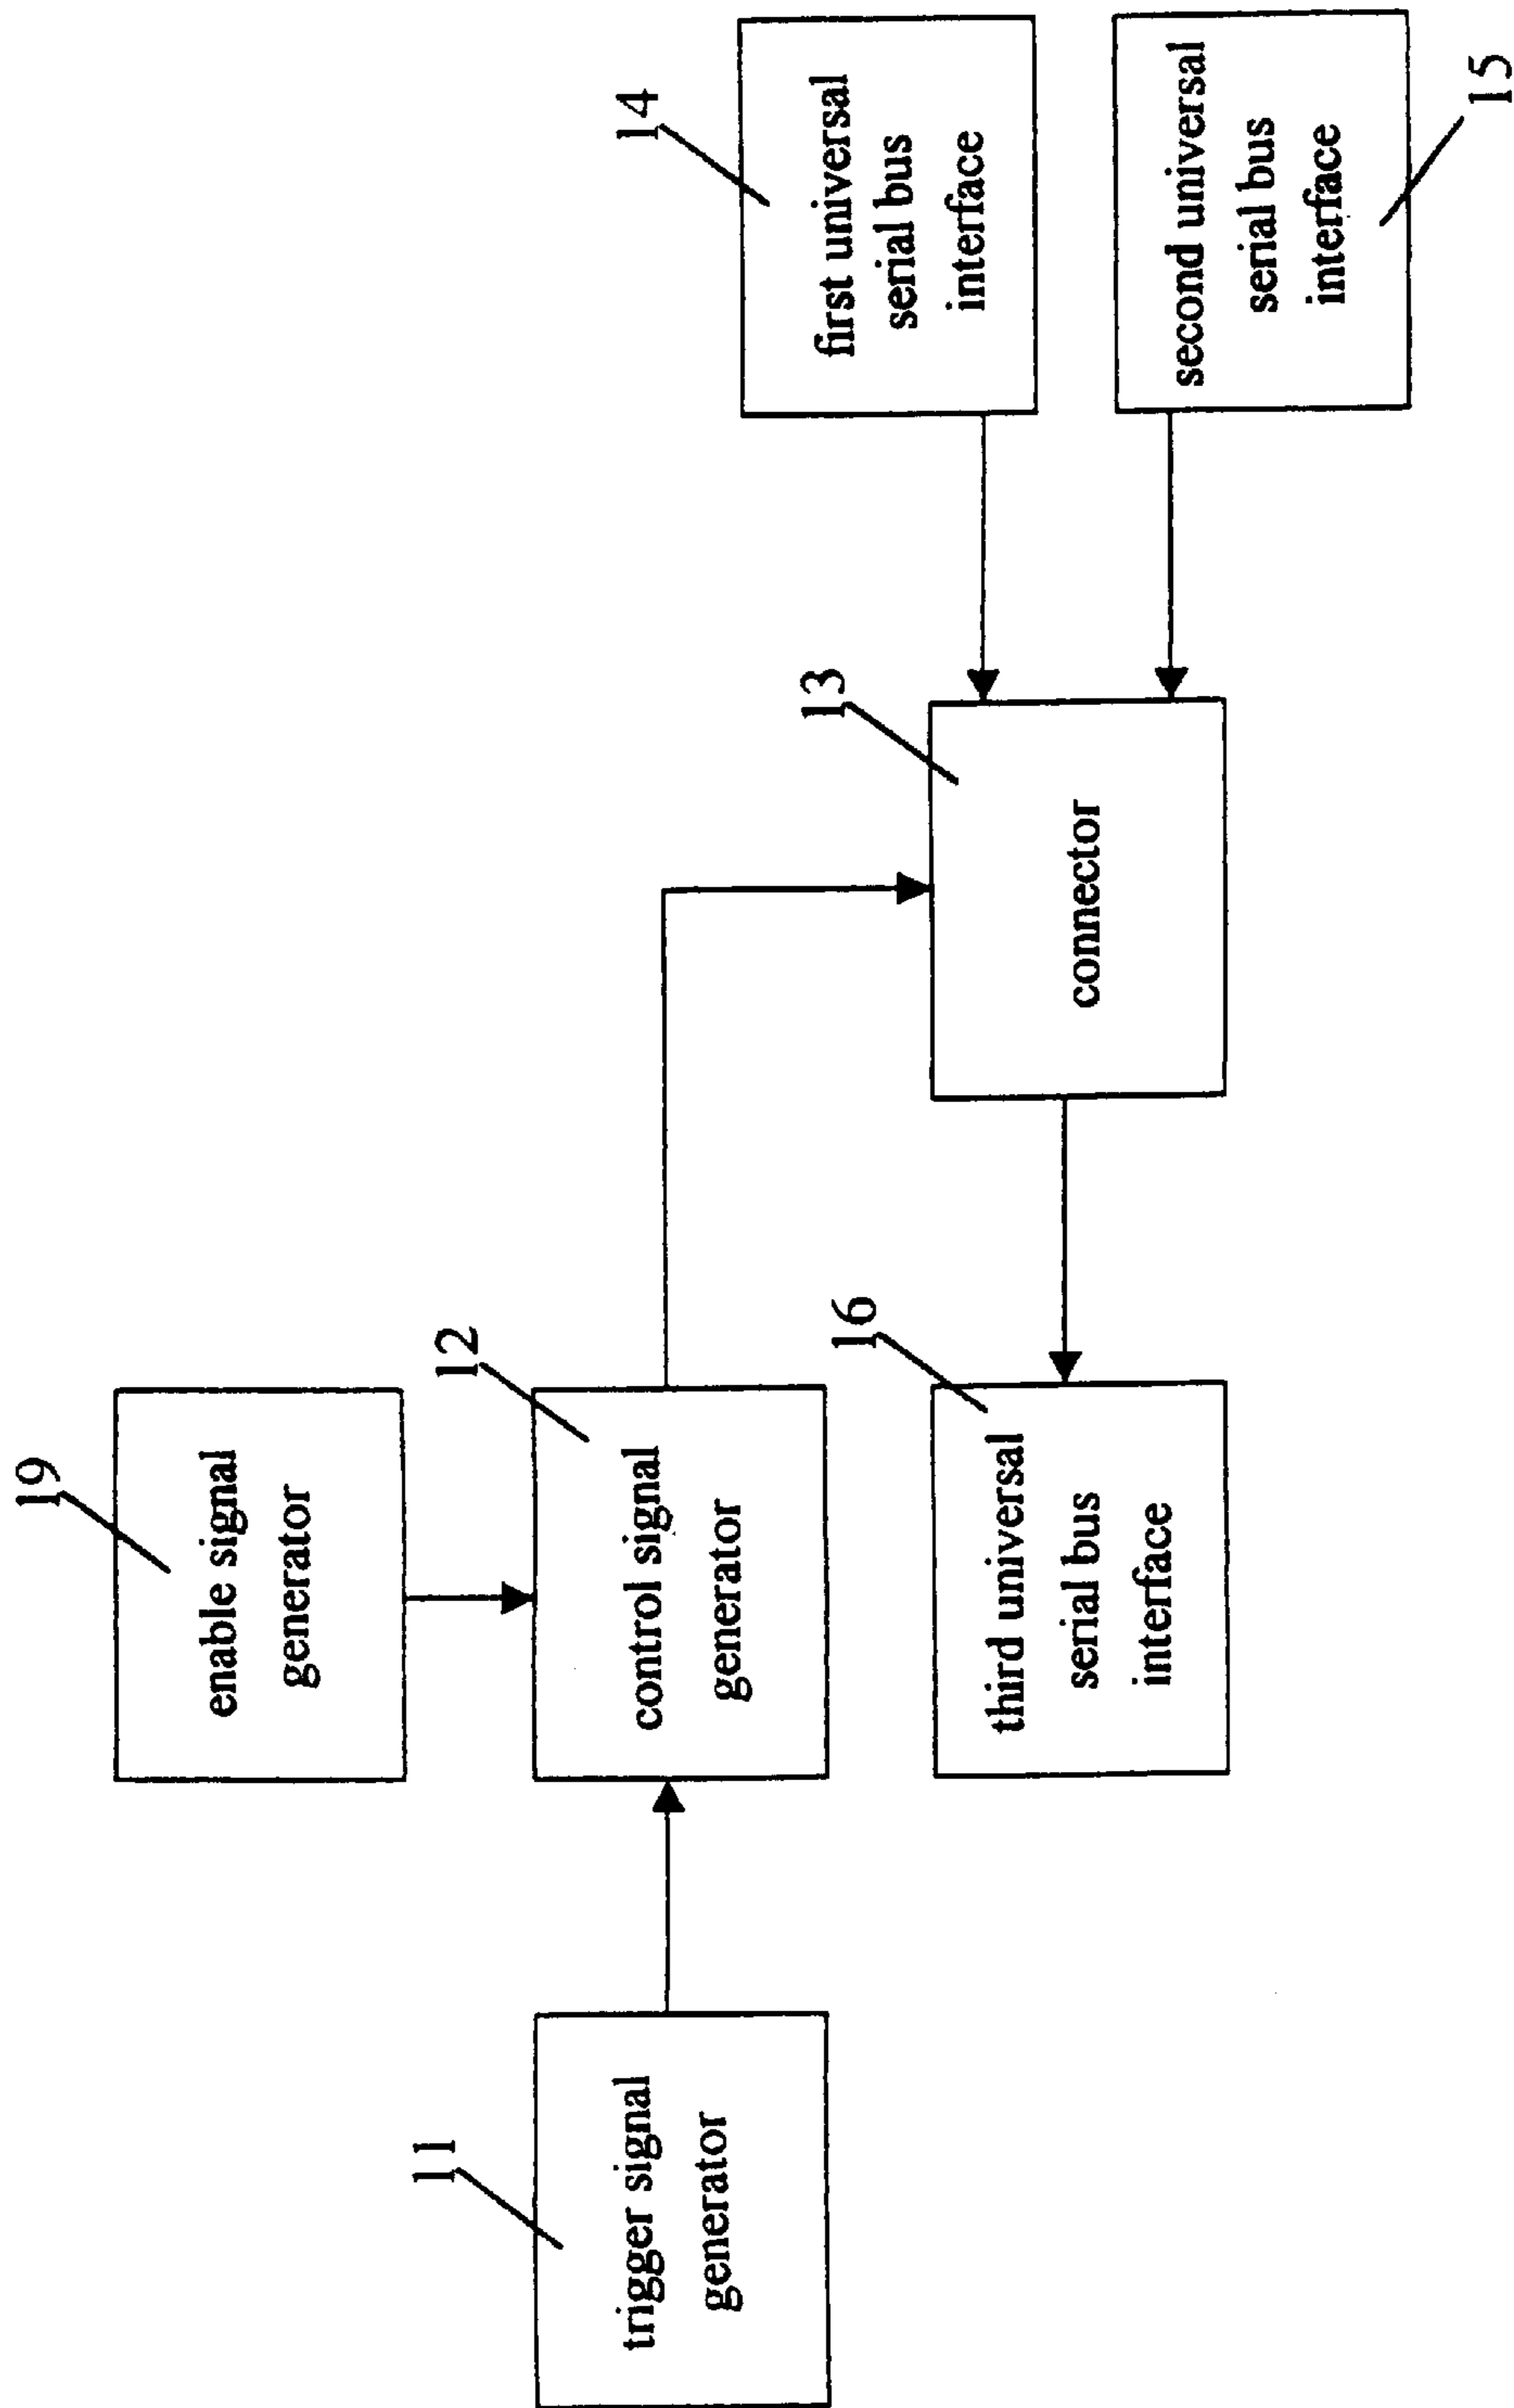 19
enable signal
generator
11
trigger signal
generator
12
control signal
generator
14
first universal
serial bus
interface
16
third universal
serial bus
interface
13
connector
second universal
serial bus
interface
15